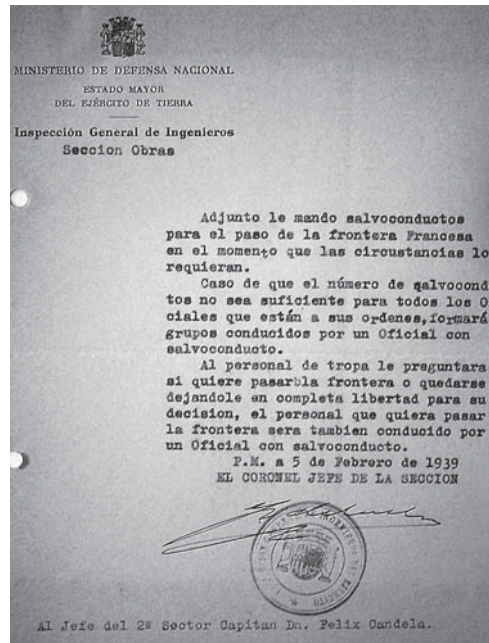 MINISTERIO DE DEFENSA NACIONAL
ESTADO MAYOR
DEL EJÉRCITO DE TIERRA
Inspección General de Ingenieros
Seccion Obras
Adjunto le mando salvoconductos
para el paso de la frontera Francesa
en el momento que las circustancias lo
requieran.
Caso de que el número de salvocond
tos no sea suficiente para todos los O
ciales que están a sus ordenes,formará
grupos conducidos por un Oficial con
salvoconducto.
Al personal de tropa le preguntara
si quiere pasarbla frontera o quedarse
dejandole en completa libertad para su
decision, el personal que quiera pasar
la frontera sera tambien conducido por
un Oficial con salvoconducto.
P.M. a 5 de Febrero de 1939
EL CORONEL JEFE DE LA SECCION
Al Jefe del 2º Sector Capitan Dn. Felix Candela.